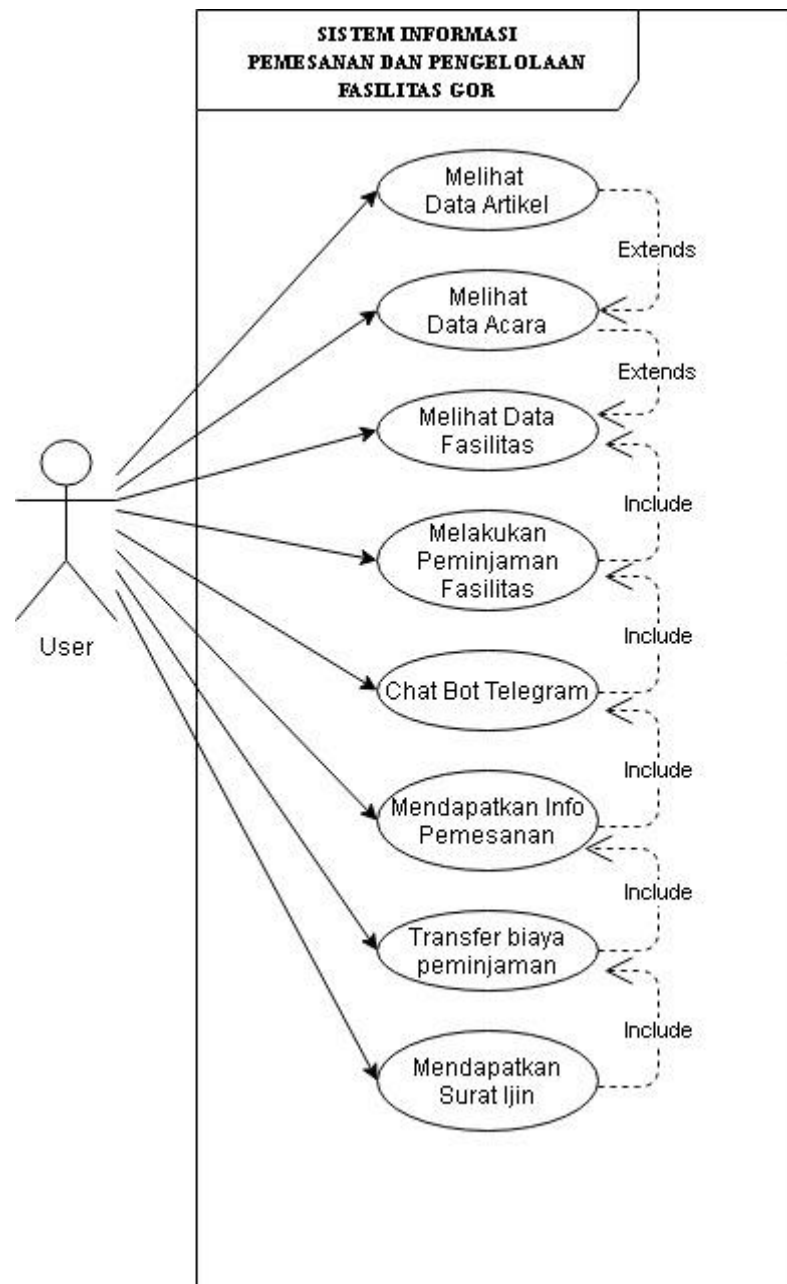 SISTEM INFORMASI
PEMESANAN DAN PENGELOLAAN
FASILITAS GOR
Melihat
Data Artikel
Extends
Melihat
Data Acara
Extends
Melihat Data
Fasilitas
Include
Melakukan
Peminjaman
Fasilitas
Include
User
Chat Bot Telegram
Include
Mendapatkan Info
Pemesanan
Include
Transfer biaya
peminjaman
Include
Mendapatkan
Surat Ijin